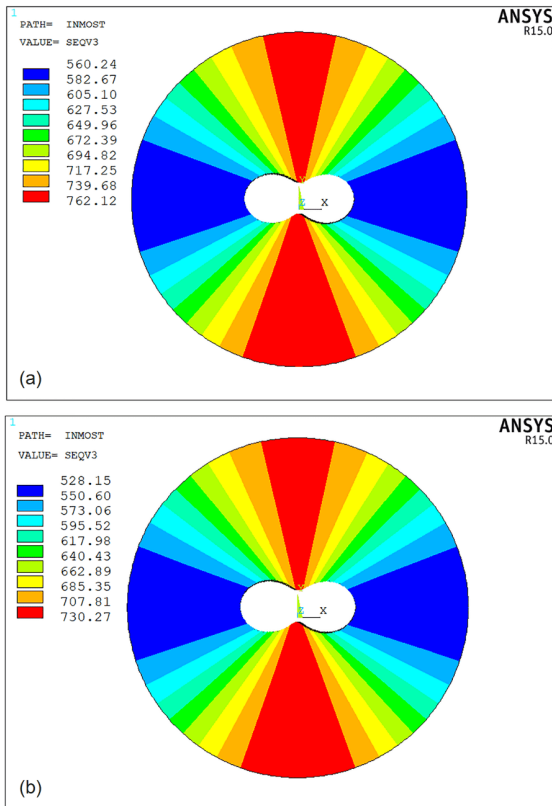 1
ANSYS
R15.0
PATH= INMOST
VALUE= SEQV3
560.24
582.67
605.10
627.53
649.96
672.39
694.82
717.25
739.68
762.12
Y
Z X
(a)
1
ANSYS
R15.0
PATH= INMOST
VALUE= SEQV3
528.15
550.60
573.06
595.52
617.98
640.43
662.89
685.35
707.81
730.27
Y
Z X
(b)